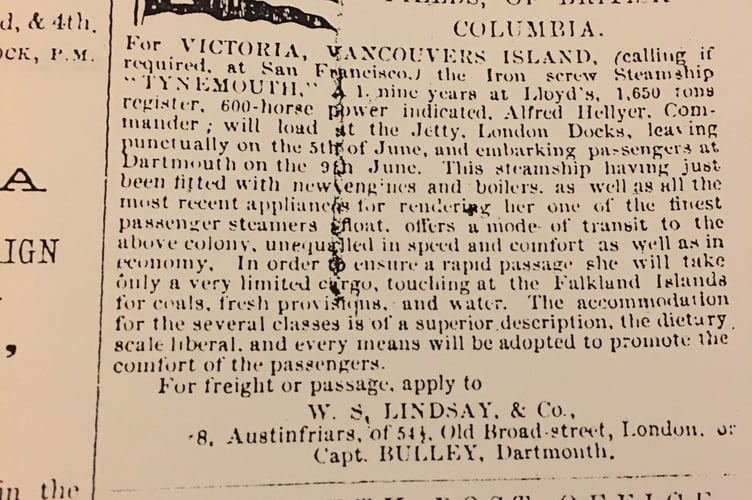 FIELDS, OF BRITISH
COLUMBIA.
d, & 4th.
OCK, P.M.
A
IGN
,
in the
For VICTORIA, VANCOUVERS ISLAND, (calling if
required, at San Francisco,) the Iron screw Steamship
"TYNEMOUTH," A 1, nine years at Lloyd's, 1,650 tons
register, 600-horse power indicated, Alfred Hellyer, Com-
mander; will load at the Jetty, London Docks, leaving
punctually on the 5th of June, and embarking passengers at
Dartmouth on the 9th June. This steamship having just
been fitted with new engines and boilers, as well as all the
most recent appliances for rendering her one of the finest
passenger steamers afloat, offers a mode of transit to the
above colony, unequalled in speed and comfort as well as in
economy. In order to ensure a rapid passage she will take
only a very limited cargo, touching at the Falkland Islands
for coals, fresh provisions, and water. The accommodation
for the several classes is of a superior description, the dietary
scale liberal, and every means will be adopted to promote the
comfort of the passengers.
For freight or passage, apply to
W. S. LINDSAY, & Co.,
8, Austinfriars, of 54½, Old Broad-street, London, or
Capt. BULLEY, Dartmouth.